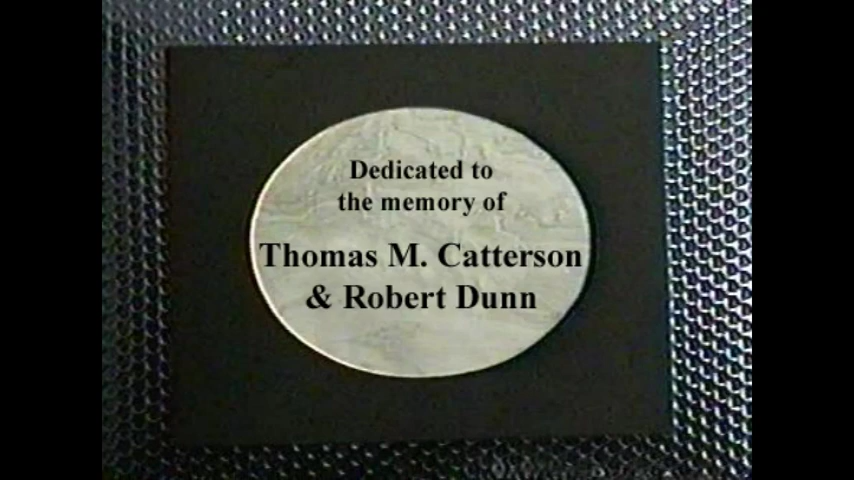 Dedicated to
the memory of
Thomas M. Catterson
& Robert Dunn